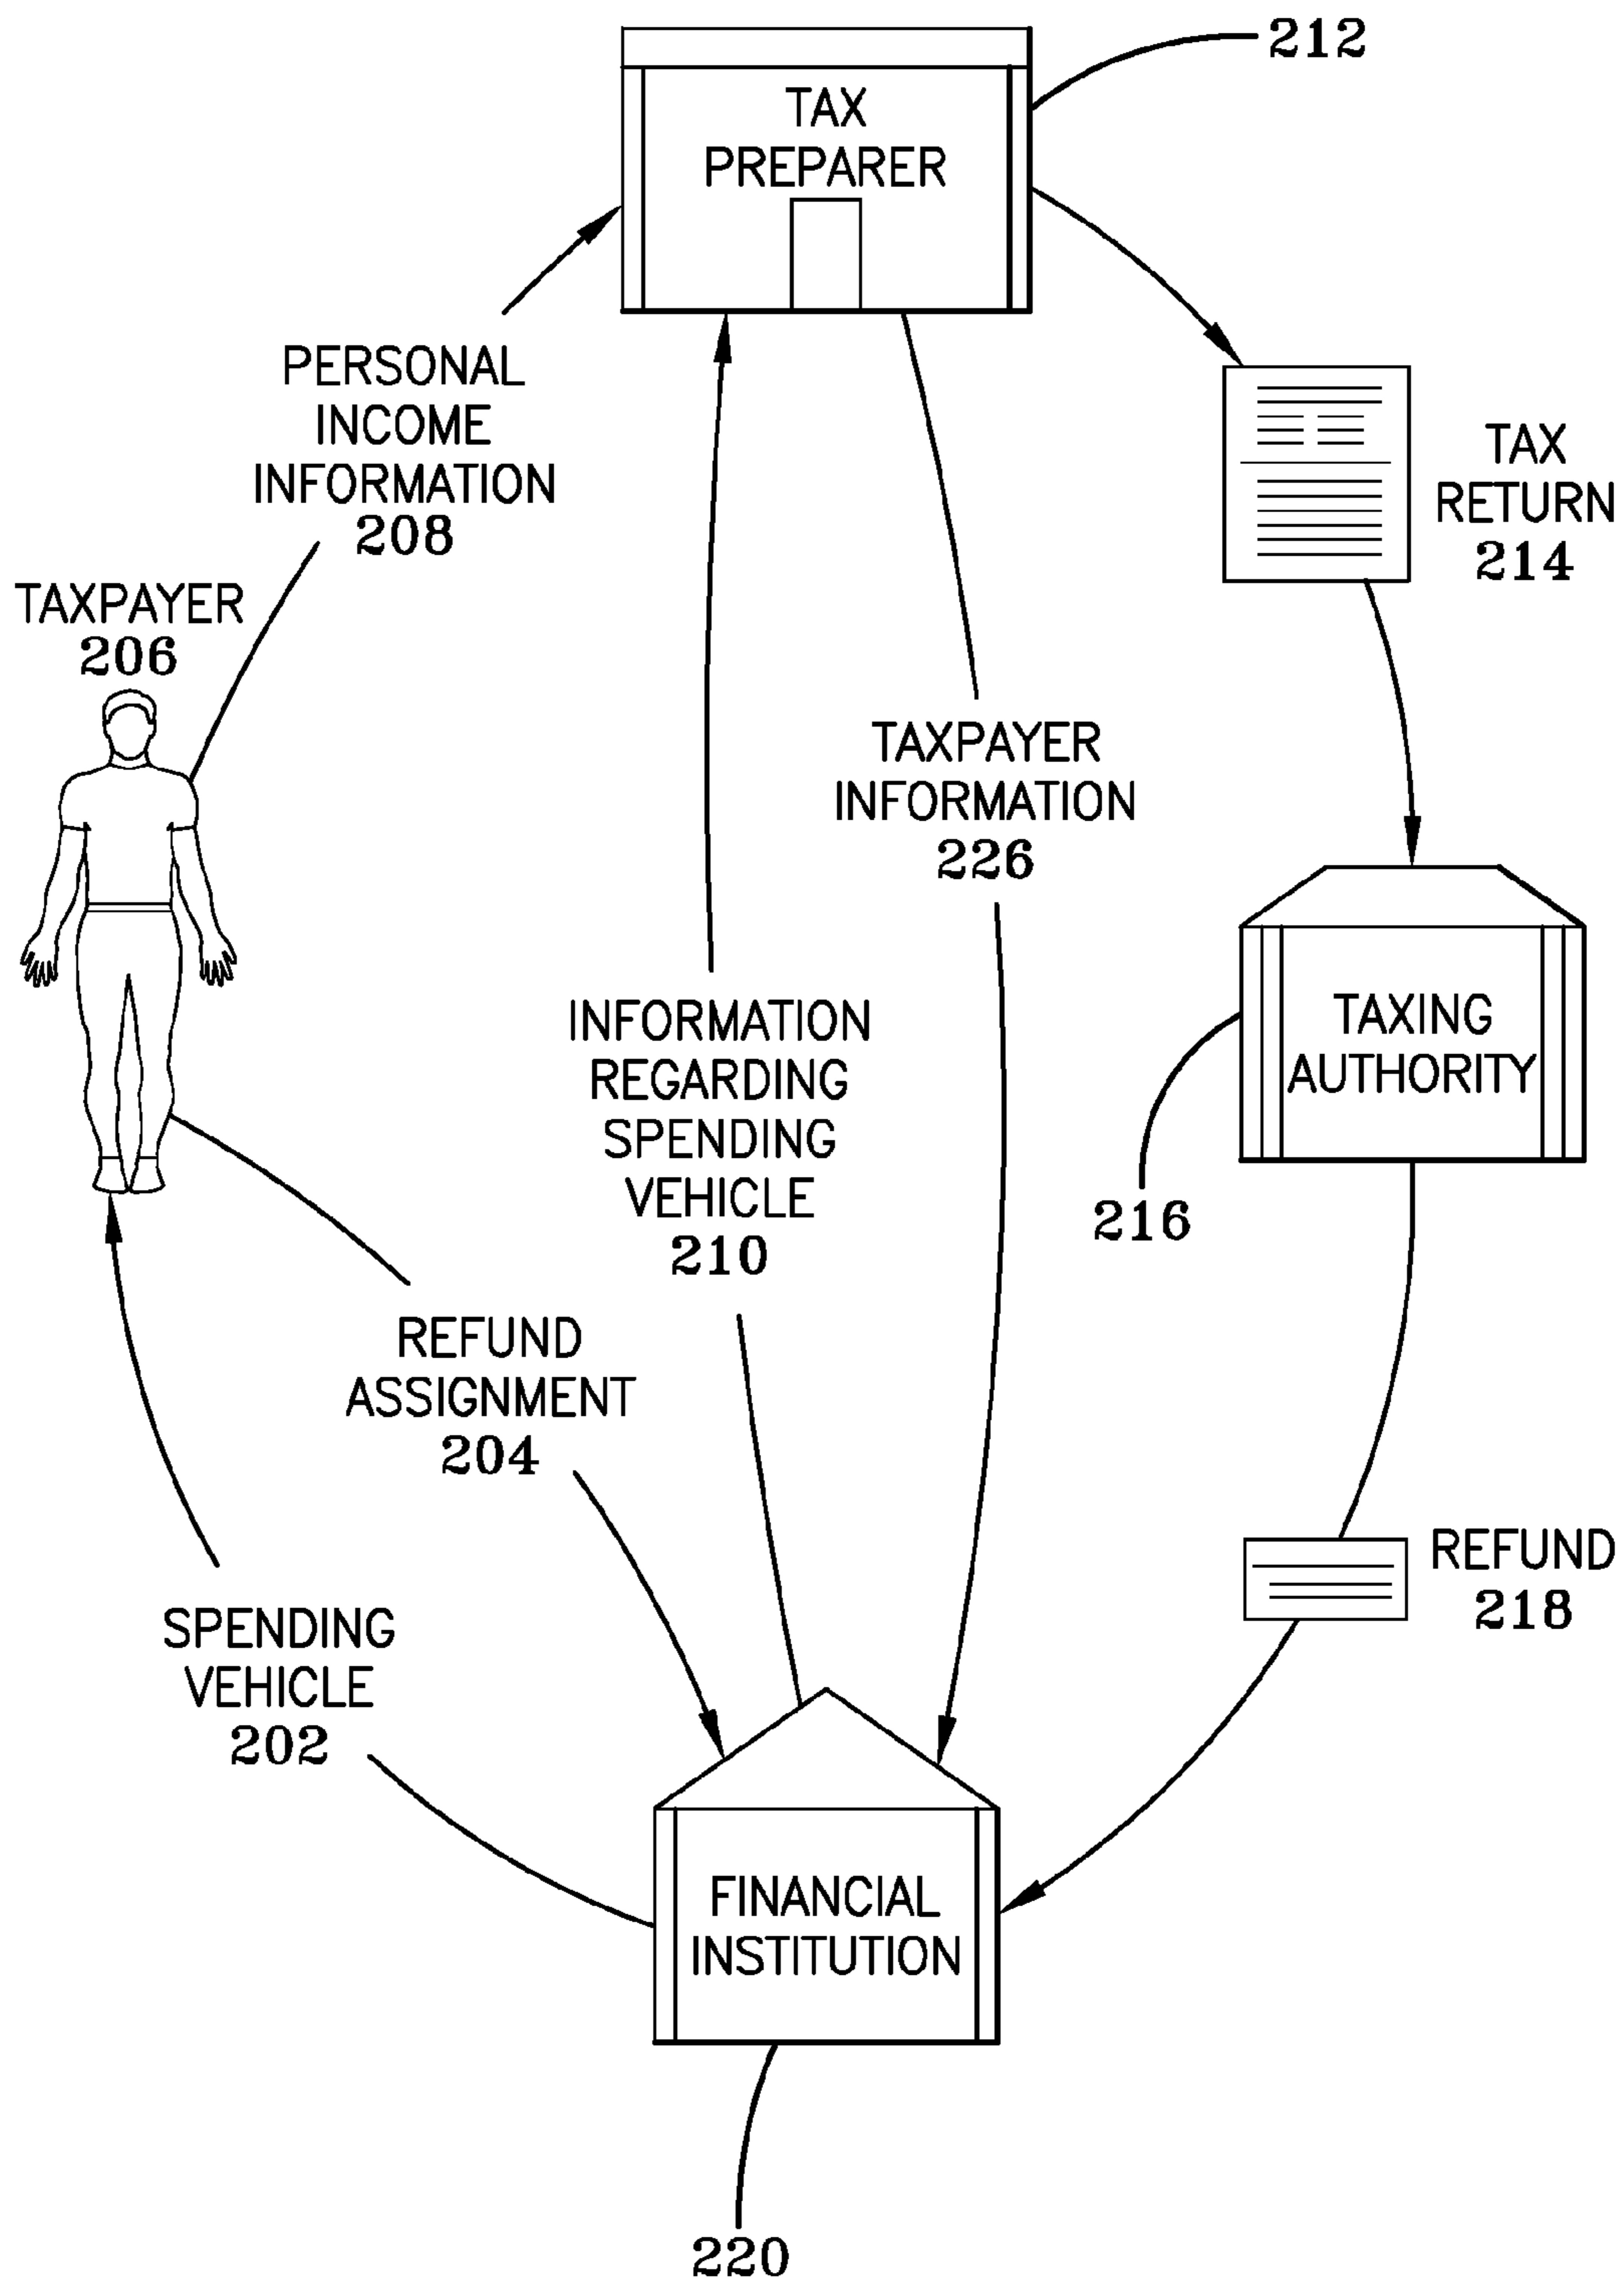 212
TAX
PREPARER
PERSONAL
INCOME
INFORMATION
208
TAX
RETURN
214
TAXPAYER
206
TAXPAYER
INFORMATION
226
INFORMATION
REGARDING
SPENDING
VEHICLE
210
TAXING
AUTHORITY
216
REFUND
ASSIGNMENT
204
REFUND
218
SPENDING
VEHICLE
202
FINANCIAL
INSTITUTION
220